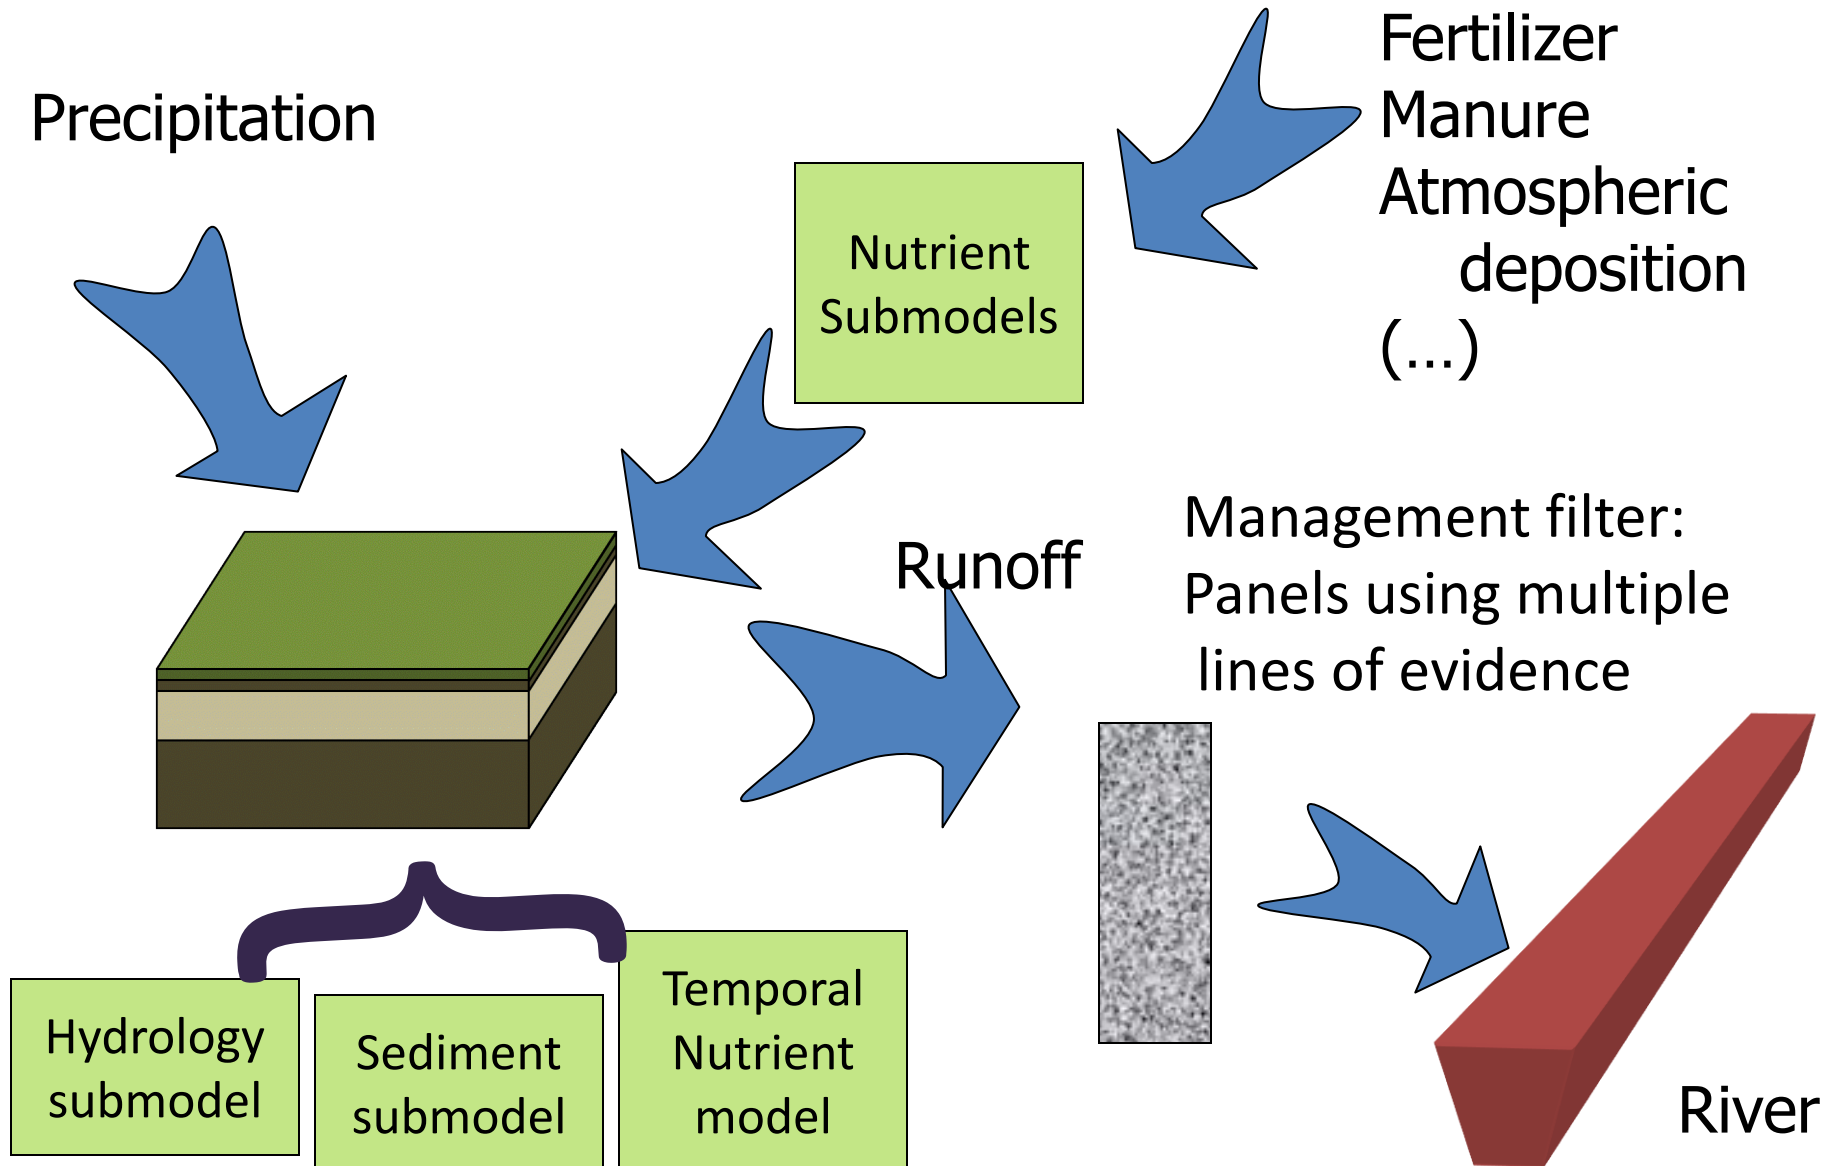 Precipitation
Fertilizer
Manure
Atmospheric
deposition
(...)
Nutrient
Submodels
Runoff
Management filter:
Panels using multiple
lines of evidence
Hydrology
submodel
Sediment
submodel
Temporal
Nutrient
model
River